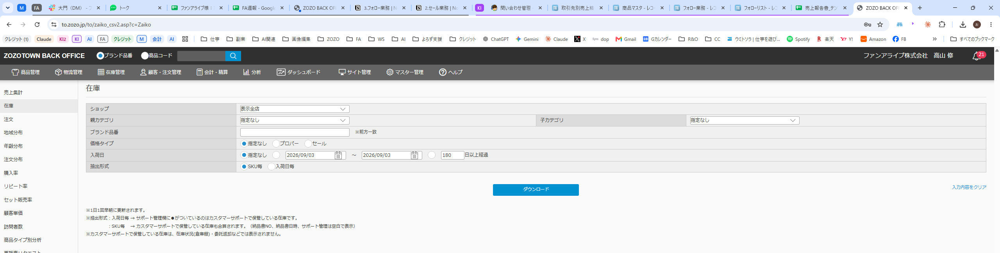 M
FA
大門（DM） - フ
トーク
ファンアライブ様：
FA週報 - Google
ZOZO BACK OFF
3.フォロー業務 | N
2.セール業務 | No
KI
問い合わせ管理 -
取引先別売上精
商品マスタ - レコー
フォロー業務 - レコ
フォローリスト - レコ
売上報告書_テン
ZOZO BACK OFF
to.zozo.jp/to/zaiko_csv2.asp?c=Zaiko
お
クレジット (1)
Claude
KI2
KI
AI
FA
クレジット
M
会計
AI
仕事
副業
AI関連
画像編集
ZOZO
FA
WS
AI
よろず支援
クレジット
ChatGPT
Gemini
Claude
X
Sync dop
Gmail
28 Gカレンダー
R&O
CC
ウミトソラ | 仕事を遊び...
Spotify
R 楽天
Y! Y!
Amazon
FB
すべてのブックマーク
ZOZOTOWN BACK OFFICE
ブランド品番
商品コード
ファンアライブ株式会社 高山 修
21
商品管理
物流管理
在庫管理
顧客・注文管理
会計・精算
分析
ダッシュボード
サイト管理
マスター管理
ヘルプ
売上集計
在庫
注文
地域分布
年齢分布
注文分布
購入率
リピート率
セット販売率
顧客単価
訪問者数
商品タイプ別分析
再販売リクエスト
在庫
ショップ 表示全店
親カテゴリ 指定なし 子カテゴリ 指定なし
ブランド品番 ※前方一致
価格タイプ 指定なし プロパー セール
入荷日 指定なし 2026/09/03 ～ 2026/09/03 180 日以上経過
抽出形式 SKU毎 入荷日毎
ダウンロード
入力内容をクリア
※1日1回早朝に更新されます。
※抽出形式：入荷日毎 → サポート管理欄に●がついているのはカスタマーサポートで保管している在庫です。
：SKU毎 → カスタマーサポートで保管している在庫も合算されます。（納品書NO、納品書日時、サポート管理は空白で表示）
※カスタマーサポートで保管している在庫は、在庫状況(倉庫棚)・委託返却などでは表示されません。